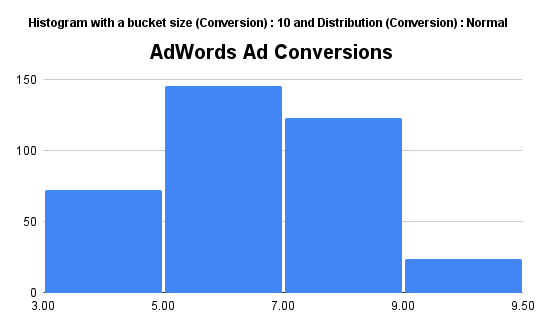 Histogram with a bucket size (Conversion) : 10 and Distribution (Conversion) : Normal
AdWords Ad Conversions
150
100
50
0
3.00 5.00 7.00 9.00 9.50